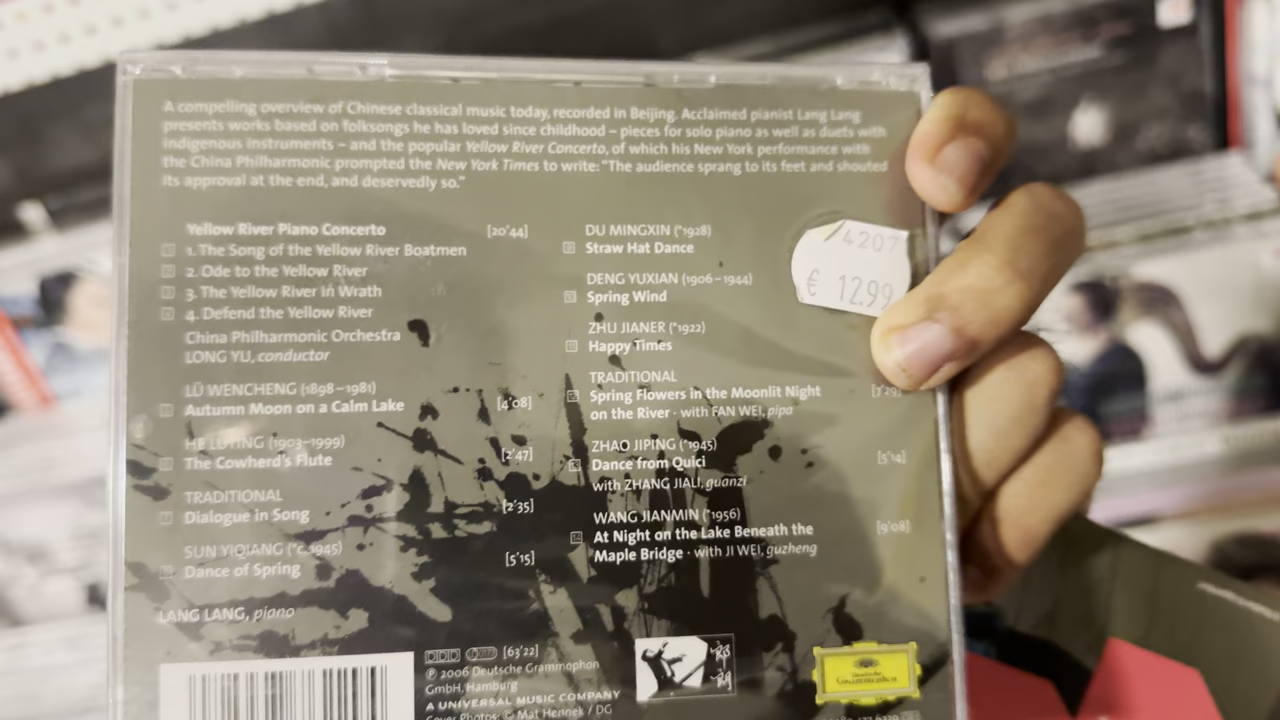 A compelling overview of Chinese classical music today, recorded in Beijing. Acclaimed pianist Lang Lang
presents works based on folksongs he has loved since childhood – pieces for solo piano as well as duets with
indigenous instruments – and the popular Yellow River Concerto, of which his New York performance with
the China Philharmonic prompted the New York Times to write: "The audience sprang to its feet and shouted
its approval at the end, and deservedly so."
Yellow River Piano Concerto [20'44]
1. The Song of the Yellow River Boatmen
2. Ode to the Yellow River
3. The Yellow River in Wrath
4. Defend the Yellow River
China Philharmonic Orchestra
LONG YU, conductor
LÜ WENCHENG (1898–1981)
Autumn Moon on a Calm Lake [4'08]
HE LUTING (1903–1999)
The Cowherd's Flute [2'47]
TRADITIONAL
Dialogue in Song [2'35]
SUN YIQIANG (*c.1945)
Dance of Spring [5'15]
LANG LANG, piano
DU MINGXIN (*1928)
Straw Hat Dance
DENG YUXIAN (1906–1944)
Spring Wind
ZHU JIANER (*1922)
Happy Times
TRADITIONAL
Spring Flowers in the Moonlit Night [7'29]
on the River · with FAN WEI, pipa
ZHAO JIPING (*1945)
Dance from Quici [5'14]
with ZHANG JIALI, guanzi
WANG JIANMIN (*1956)
At Night on the Lake Beneath the [9'08]
Maple Bridge · with JI WEI, guzheng
4207
€ 12.99
DDD [63'22]
℗ 2006 Deutsche Grammophon
GmbH, Hamburg
A UNIVERSAL MUSIC COMPANY
Cover Photos: © Mat Hennek / DG
Deutsche
Grammophon